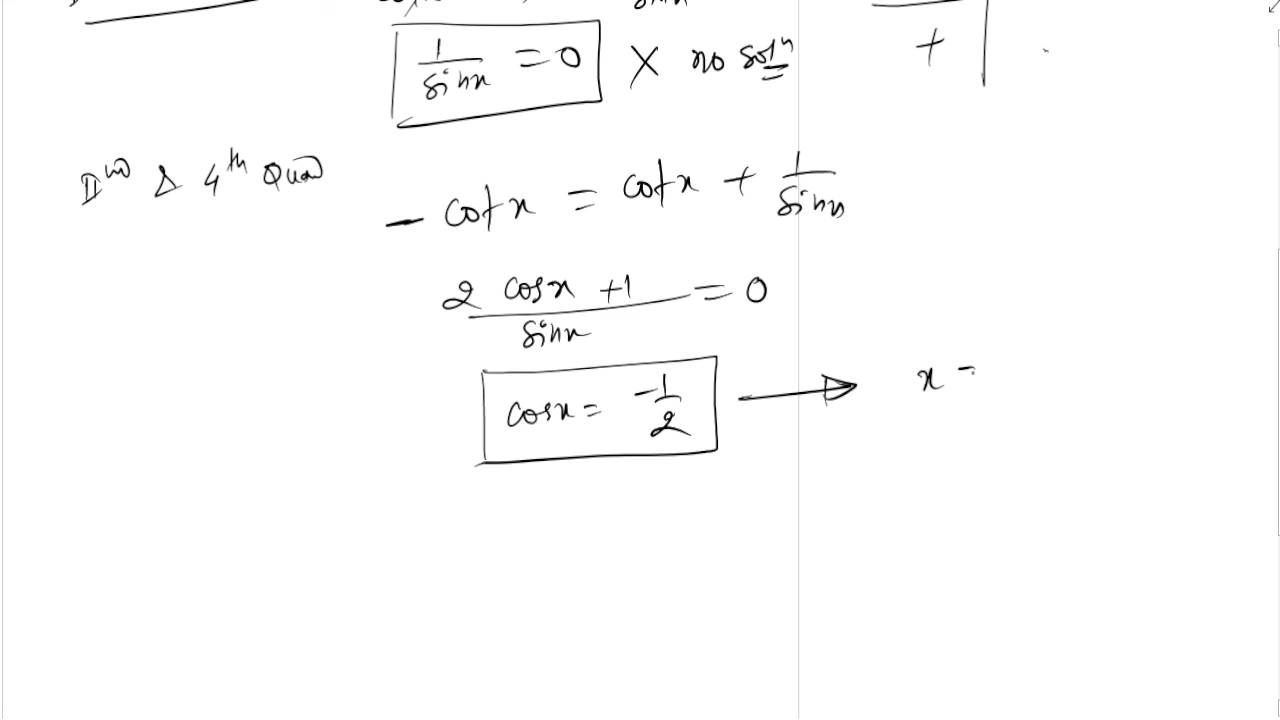 1/sinx = 0 × no solⁿ +
IInd & 4th Quad
- cotx = cotx + 1/sinx
2 cosx + 1 / sinx = 0
cosx = -1/2 → x =